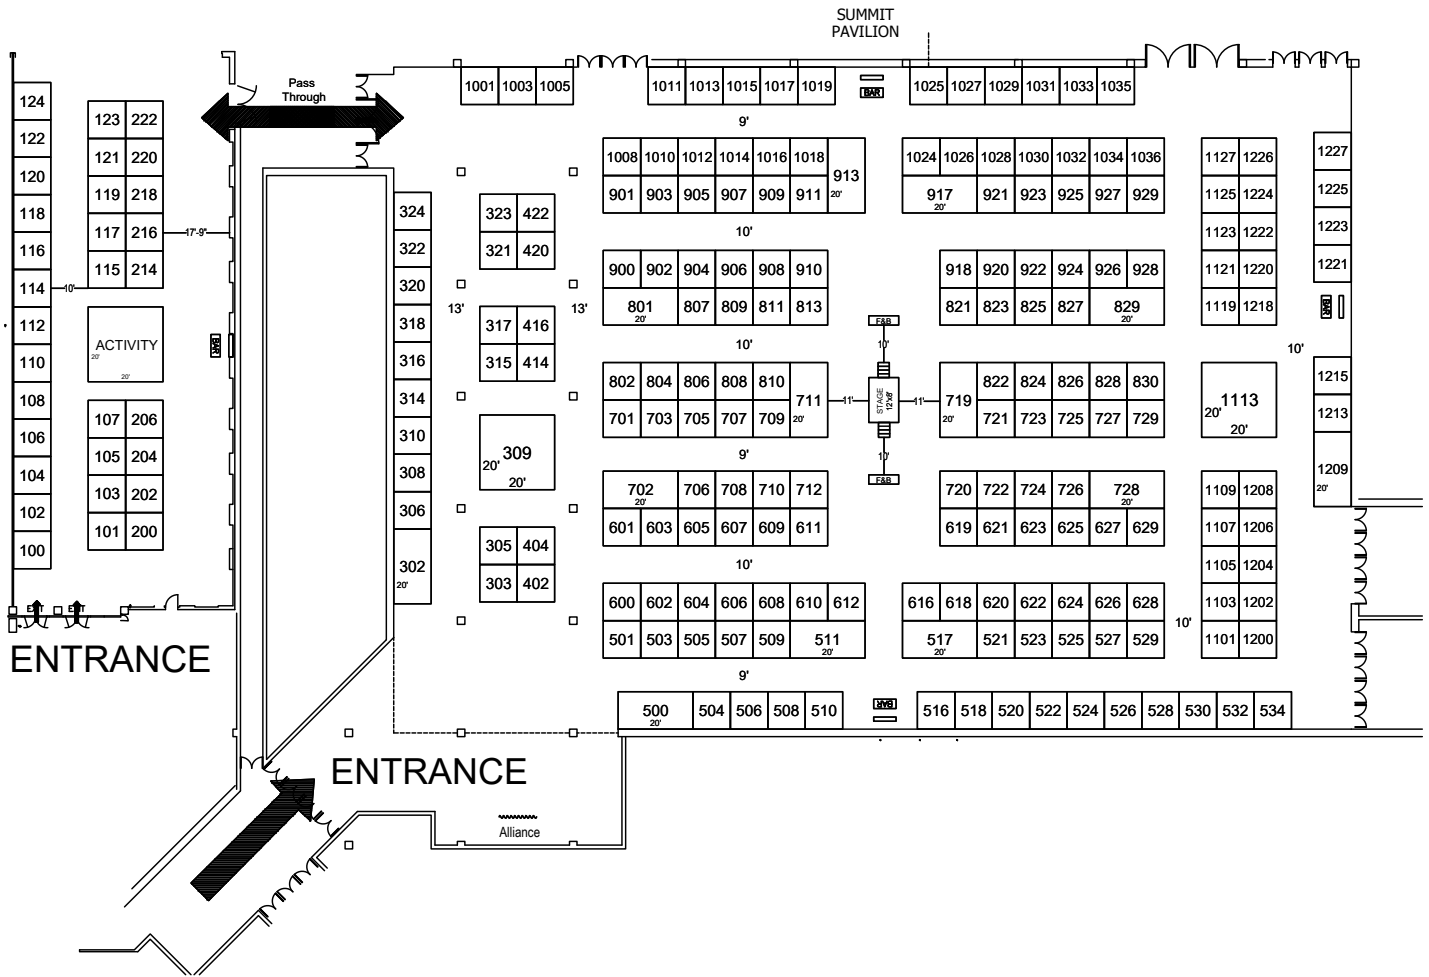 SUMMIT
PAVILION
Pass
Through
1001 1003 1005
1011 1013 1015 1017 1019
BAR
1025 1027 1029 1031 1033 1035
9'
124
122
120
118
116
114
112
110
108
106
104
102
100
123 222
121 220
119 218
117 216
115 214
17'-9"
10'
ACTIVITY
20'
20'
BAR
107 206
105 204
103 202
101 200
EXIT
EXIT
ENTRANCE
324
322
320
318
316
314
310
308
306
302
20'
323 422
321 420
13'
13'
317 416
315 414
309
20'
20'
305 404
303 402
1008 1010 1012 1014 1016 1018
913
20'
901 903 905 907 909 911
10'
900 902 904 906 908 910
801
20'
807 809 811 813
10'
802 804 806 808 810
711
20'
701 703 705 707 709
9'
702
20'
706 708 710 712
601 603 605 607 609 611
10'
600 602 604 606 608 610 612
501 503 505 507 509
511
20'
9'
500
20'
504 506 508 510
F&B
10'
11'
STAGE
12'x8'
11'
10'
F&B
BAR
1024 1026 1028 1030 1032 1034 1036
917
20'
921 923 925 927 929
918 920 922 924 926 928
821 823 825 827
829
20'
719
20'
822 824 826 828 830
721 723 725 727 729
720 722 724 726
728
20'
619 621 623 625 627 629
616 618 620 622 624 626 628
517
20'
521 523 525 527 529
10'
516 518 520 522 524 526 528 530 532 534
1127 1226
1125 1224
1123 1222
1121 1220
1119 1218
10'
1113
20'
20'
1109 1208
1107 1206
1105 1204
1103 1202
1101 1200
1227
1225
1223
1221
BAR
1215
1213
1209
20'
ENTRANCE
Alliance